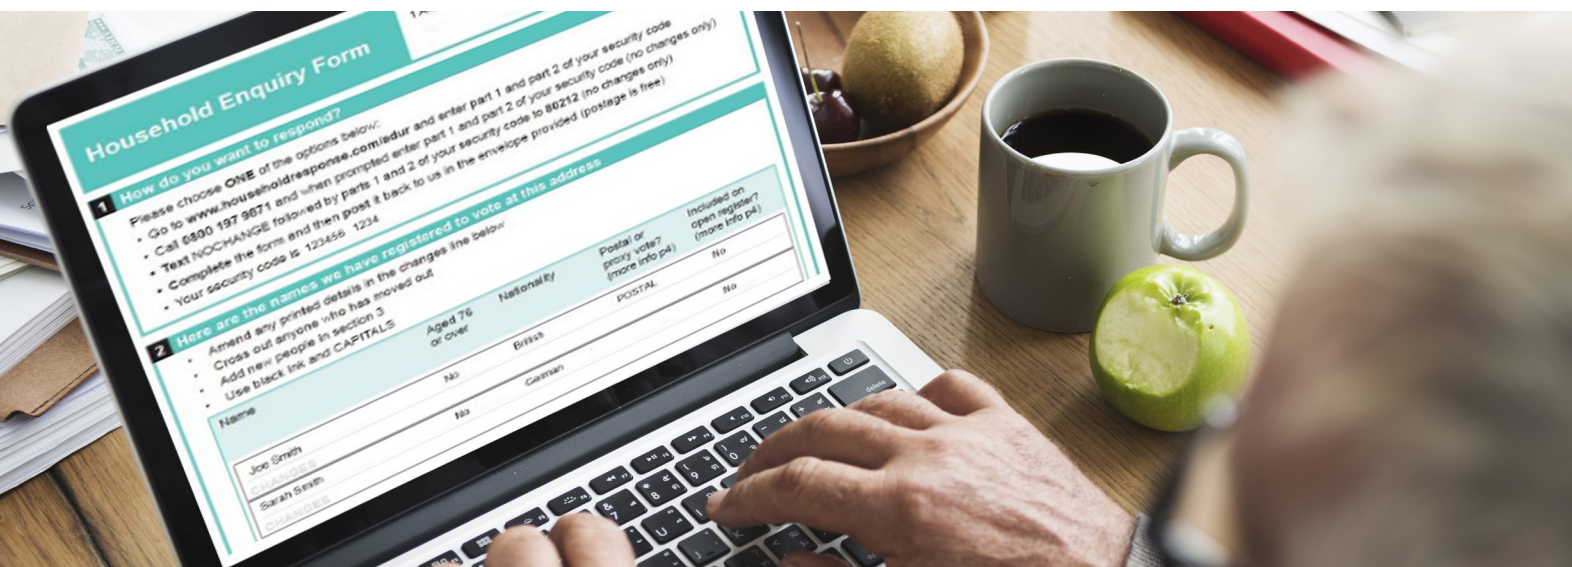 Household Enquiry Form
1 How do you want to respond?
Please choose ONE of the options below:
• Go to www.householdresponse.com/edur and enter part 1 and part 2 of your security code
• Call 0800 197 9871 and when prompted enter part 1 and part 2 of your security code (no changes only)
• Text NOCHANGE followed by parts 1 and 2 of your security code to 80212 (no changes only)
• Complete the form and then post it back to us in the envelope provided (postage is free)
• Your security code is 123456 1234
2 Here are the names we have registered to vote at this address
• Amend any printed details in the changes line below
• Cross out anyone who has moved out
• Add new people in section 3
• Use black ink and CAPITALS
Name Aged 76 or over Nationality Postal or proxy vote? (more info p4) Included on open register? (more info p4)
Joe Smith No British POSTAL No
CHANGES
Sarah Smith No German No
CHANGES
delete